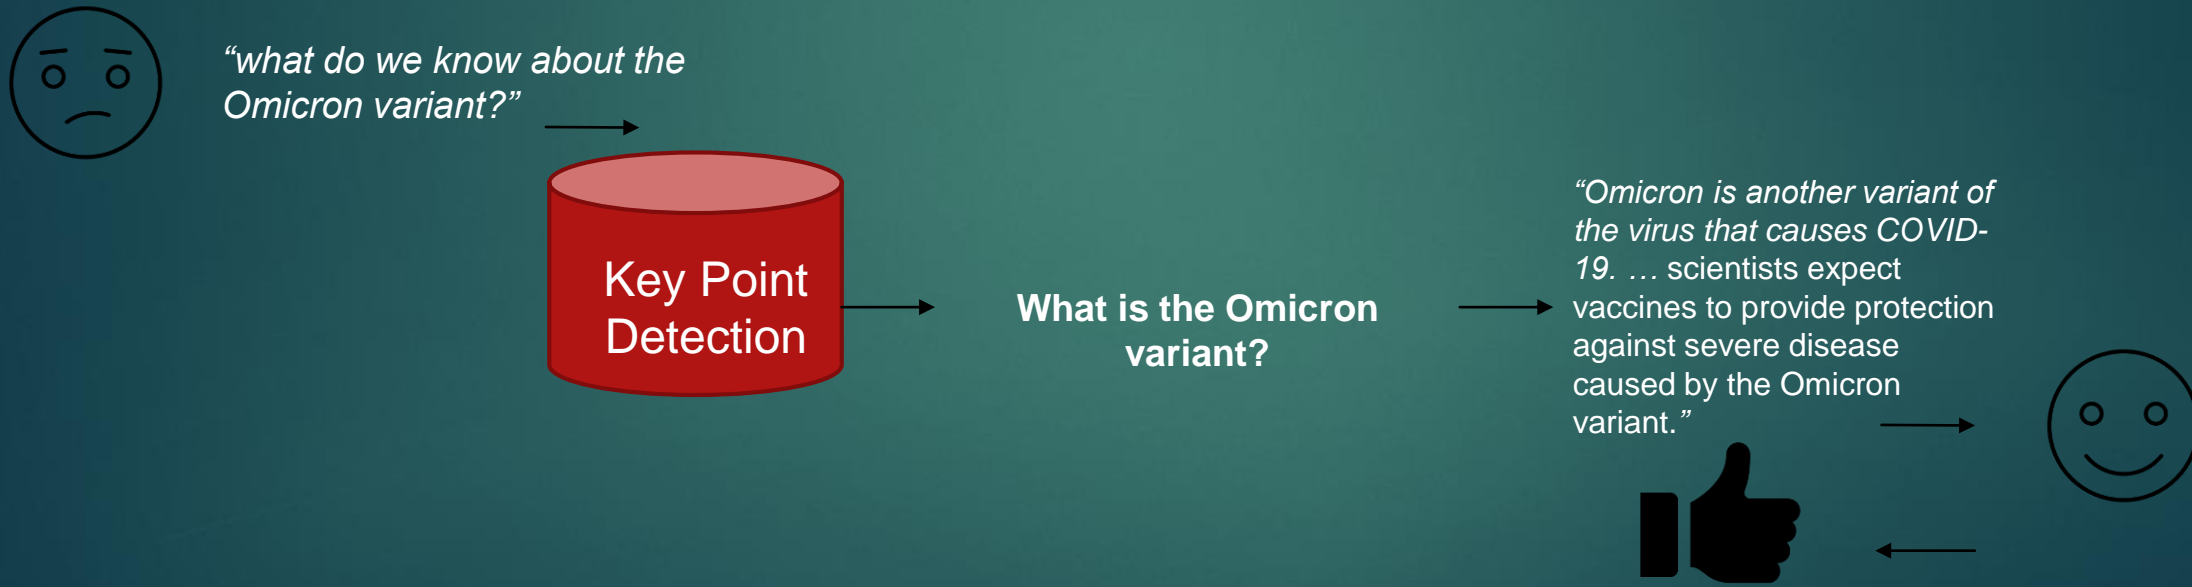 “what do we know about the
Omicron variant?”
Key Point
Detection
What is the Omicron
variant?
“Omicron is another variant of
the virus that causes COVID-
19. … scientists expect
vaccines to provide protection
against severe disease
caused by the Omicron
variant.”